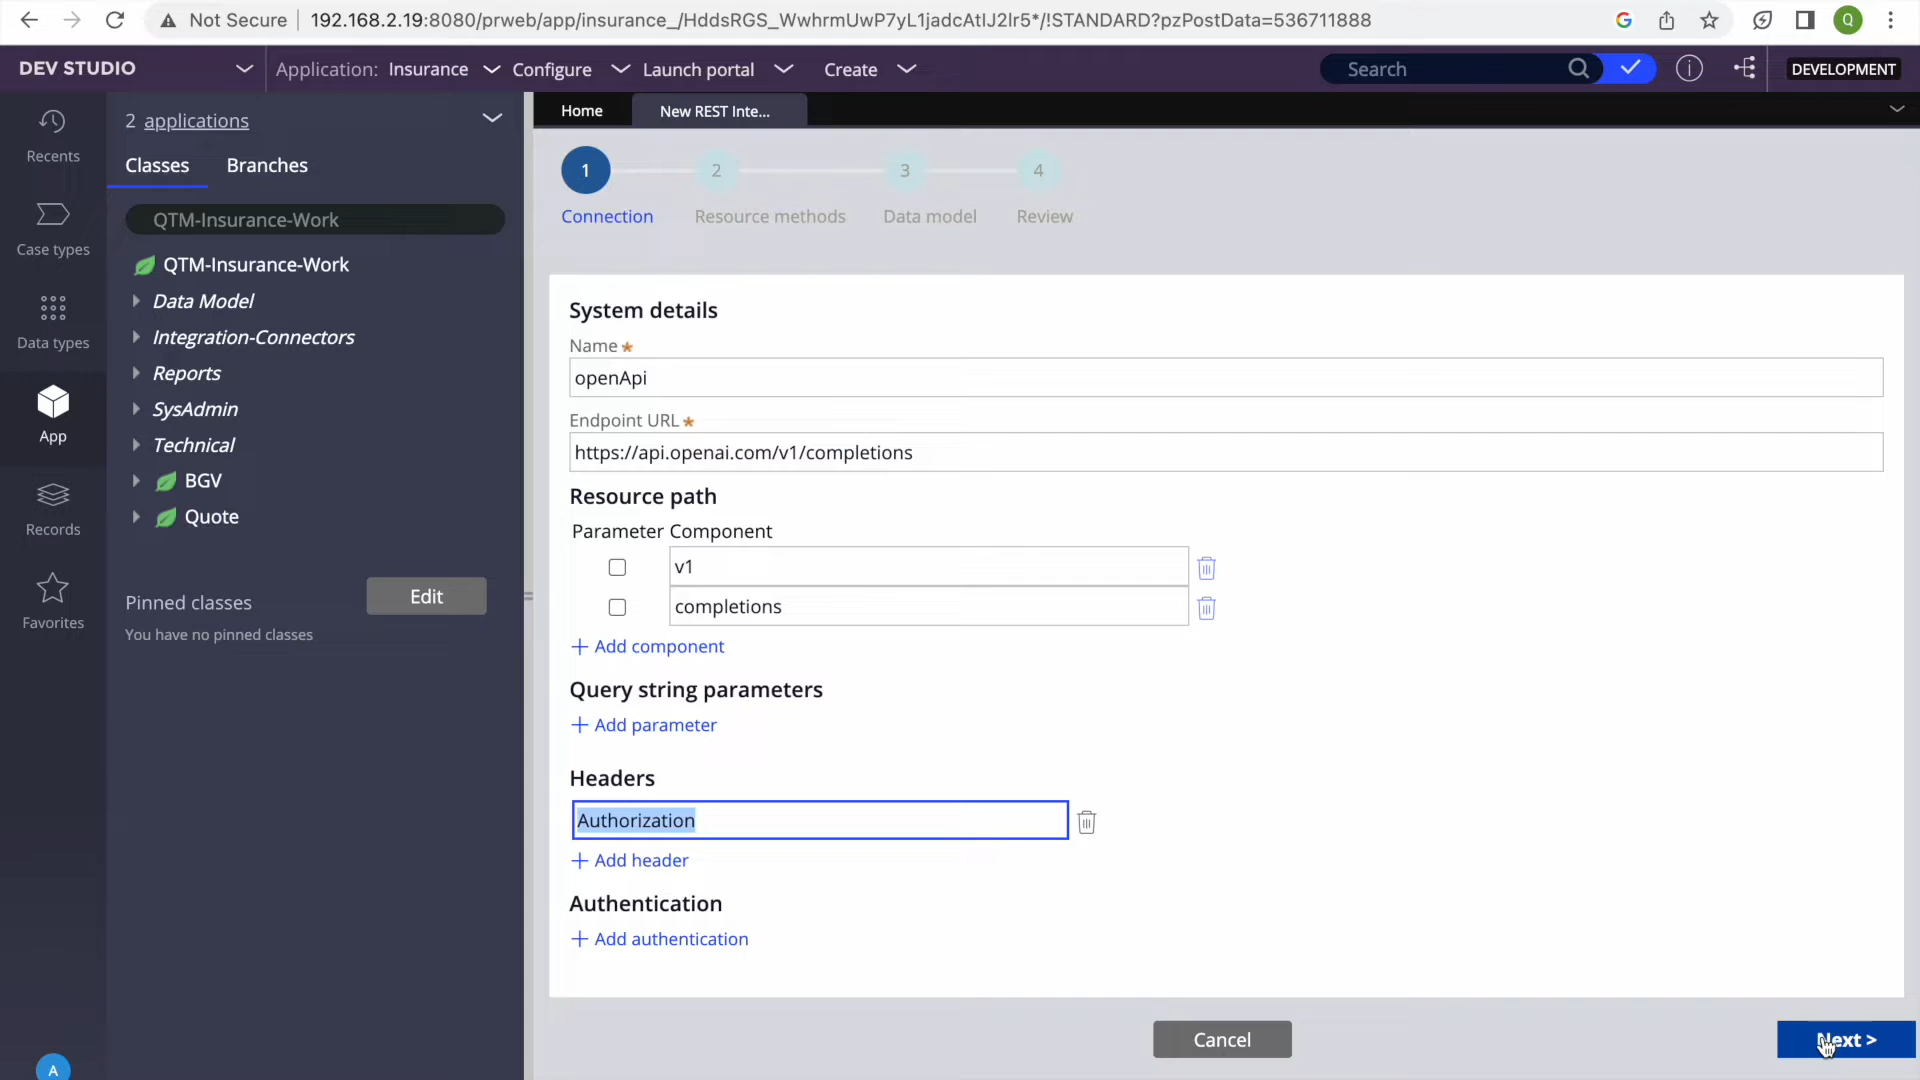 Not Secure 192.168.2.19:8080/prweb/app/insurance_/HddsRGS_WwhrmUwP7yL1jadcAtIJ2lr5*/!STANDARD?pzPostData=536711888
Q
DEV STUDIO
Application: Insurance
Configure
Launch portal
Create
Search
DEVELOPMENT
Recents
Case types
Data types
App
Records
Favorites
A
2 applications
Classes
Branches
QTM-Insurance-Work
QTM-Insurance-Work
Data Model
Integration-Connectors
Reports
SysAdmin
Technical
BGV
Quote
Pinned classes
Edit
You have no pinned classes
Home
New REST Inte...
1
2
3
4
Connection
Resource methods
Data model
Review
System details
Name
openApi
Endpoint URL
https://api.openai.com/v1/completions
Resource path
Parameter Component
v1
completions
Add component
Query string parameters
Add parameter
Headers
Authorization
Add header
Authentication
Add authentication
Cancel
Next >